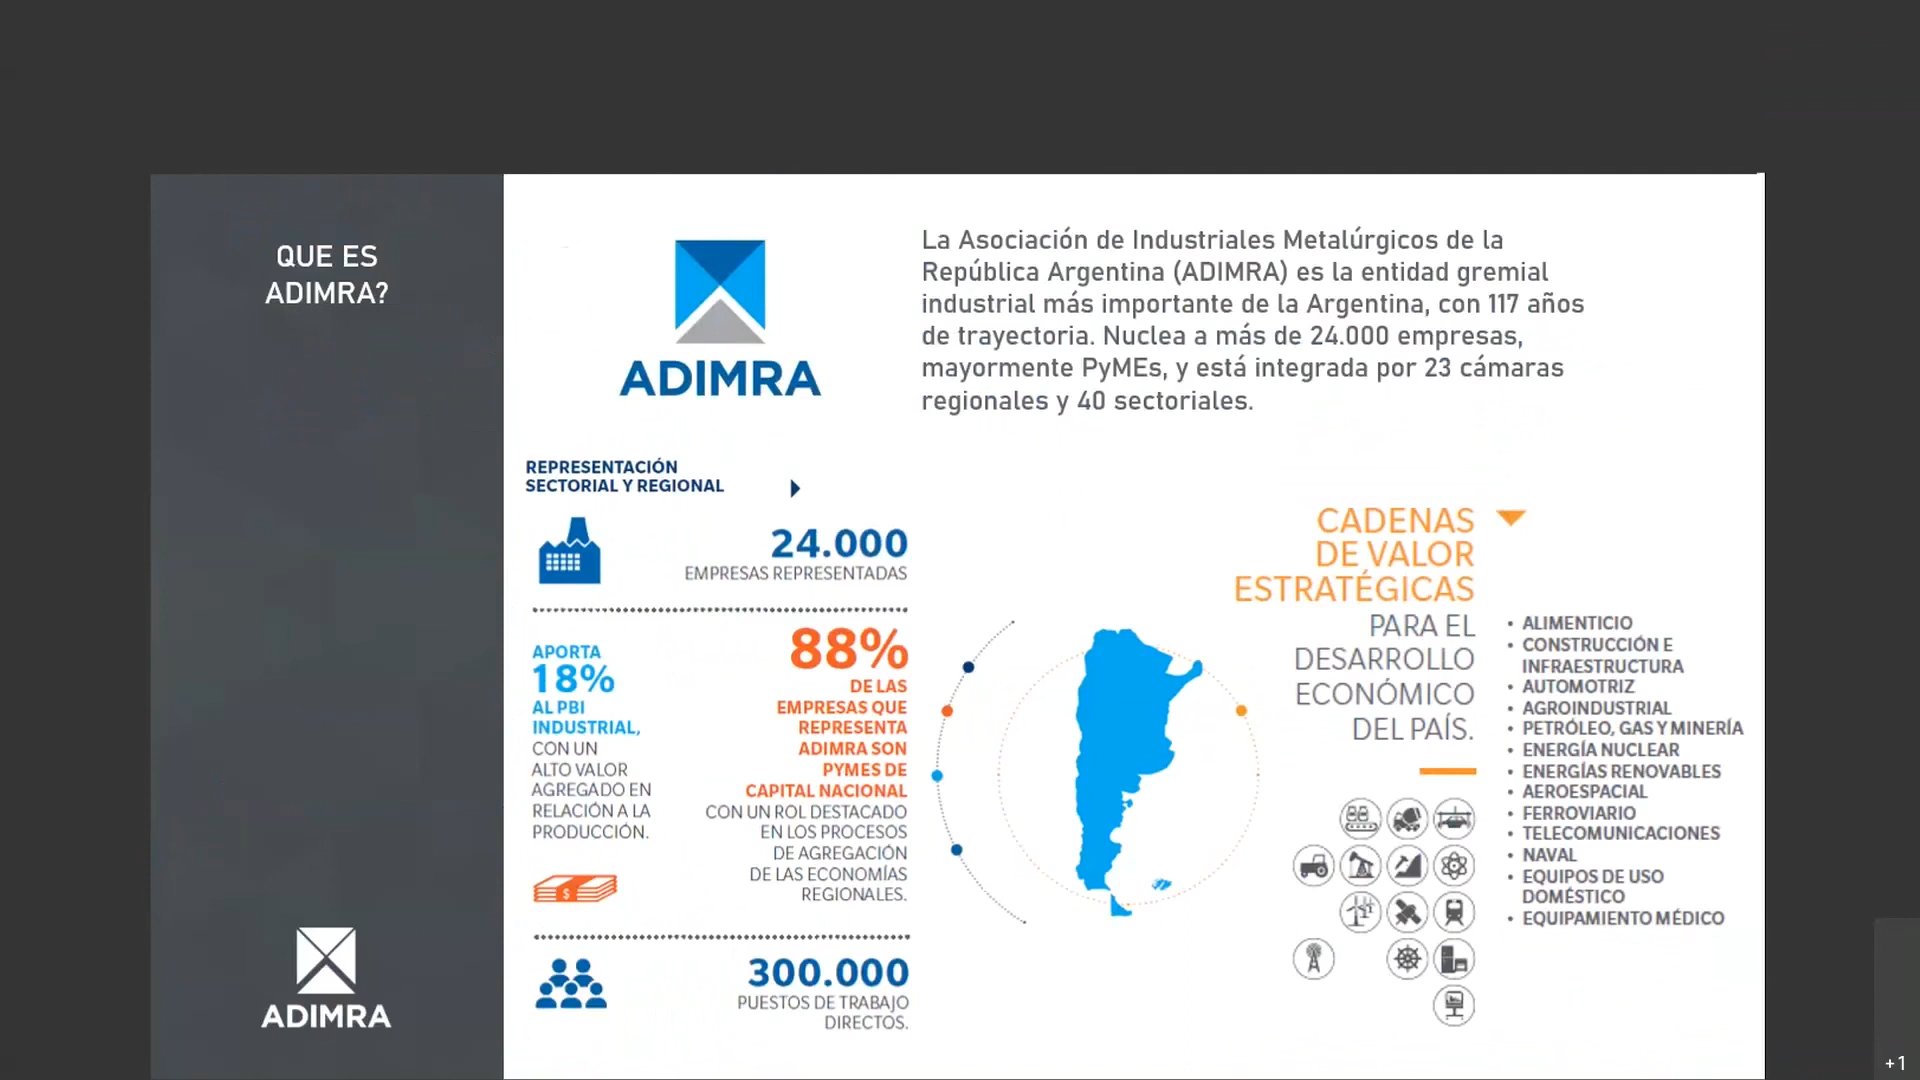 QUE ES
ADIMRA?
ADIMRA
ADIMRA
La Asociación de Industriales Metalúrgicos de la
República Argentina (ADIMRA) es la entidad gremial
industrial más importante de la Argentina, con 117 años
de trayectoria. Nuclea a más de 24.000 empresas,
mayormente PyMEs, y está integrada por 23 cámaras
regionales y 40 sectoriales.
REPRESENTACIÓN
SECTORIAL Y REGIONAL
24.000
EMPRESAS REPRESENTADAS
APORTA
18%
AL PBI
INDUSTRIAL,
CON UN
ALTO VALOR
AGREGADO EN
RELACIÓN A LA
PRODUCCIÓN.
$
88%
DE LAS
EMPRESAS QUE
REPRESENTA
ADIMRA SON
PYMES DE
CAPITAL NACIONAL
CON UN ROL DESTACADO
EN LOS PROCESOS
DE AGREGACIÓN
DE LAS ECONOMÍAS
REGIONALES.
300.000
PUESTOS DE TRABAJO
DIRECTOS.
CADENAS
DE VALOR
ESTRATÉGICAS
PARA EL
DESARROLLO
ECONÓMICO
DEL PAÍS.
• ALIMENTICIO
• CONSTRUCCIÓN E
INFRAESTRUCTURA
• AUTOMOTRIZ
• AGROINDUSTRIAL
• PETRÓLEO, GAS Y MINERÍA
• ENERGÍA NUCLEAR
• ENERGÍAS RENOVABLES
• AEROESPACIAL
• FERROVIARIO
• TELECOMUNICACIONES
• NAVAL
• EQUIPOS DE USO
DOMÉSTICO
• EQUIPAMIENTO MÉDICO
+1